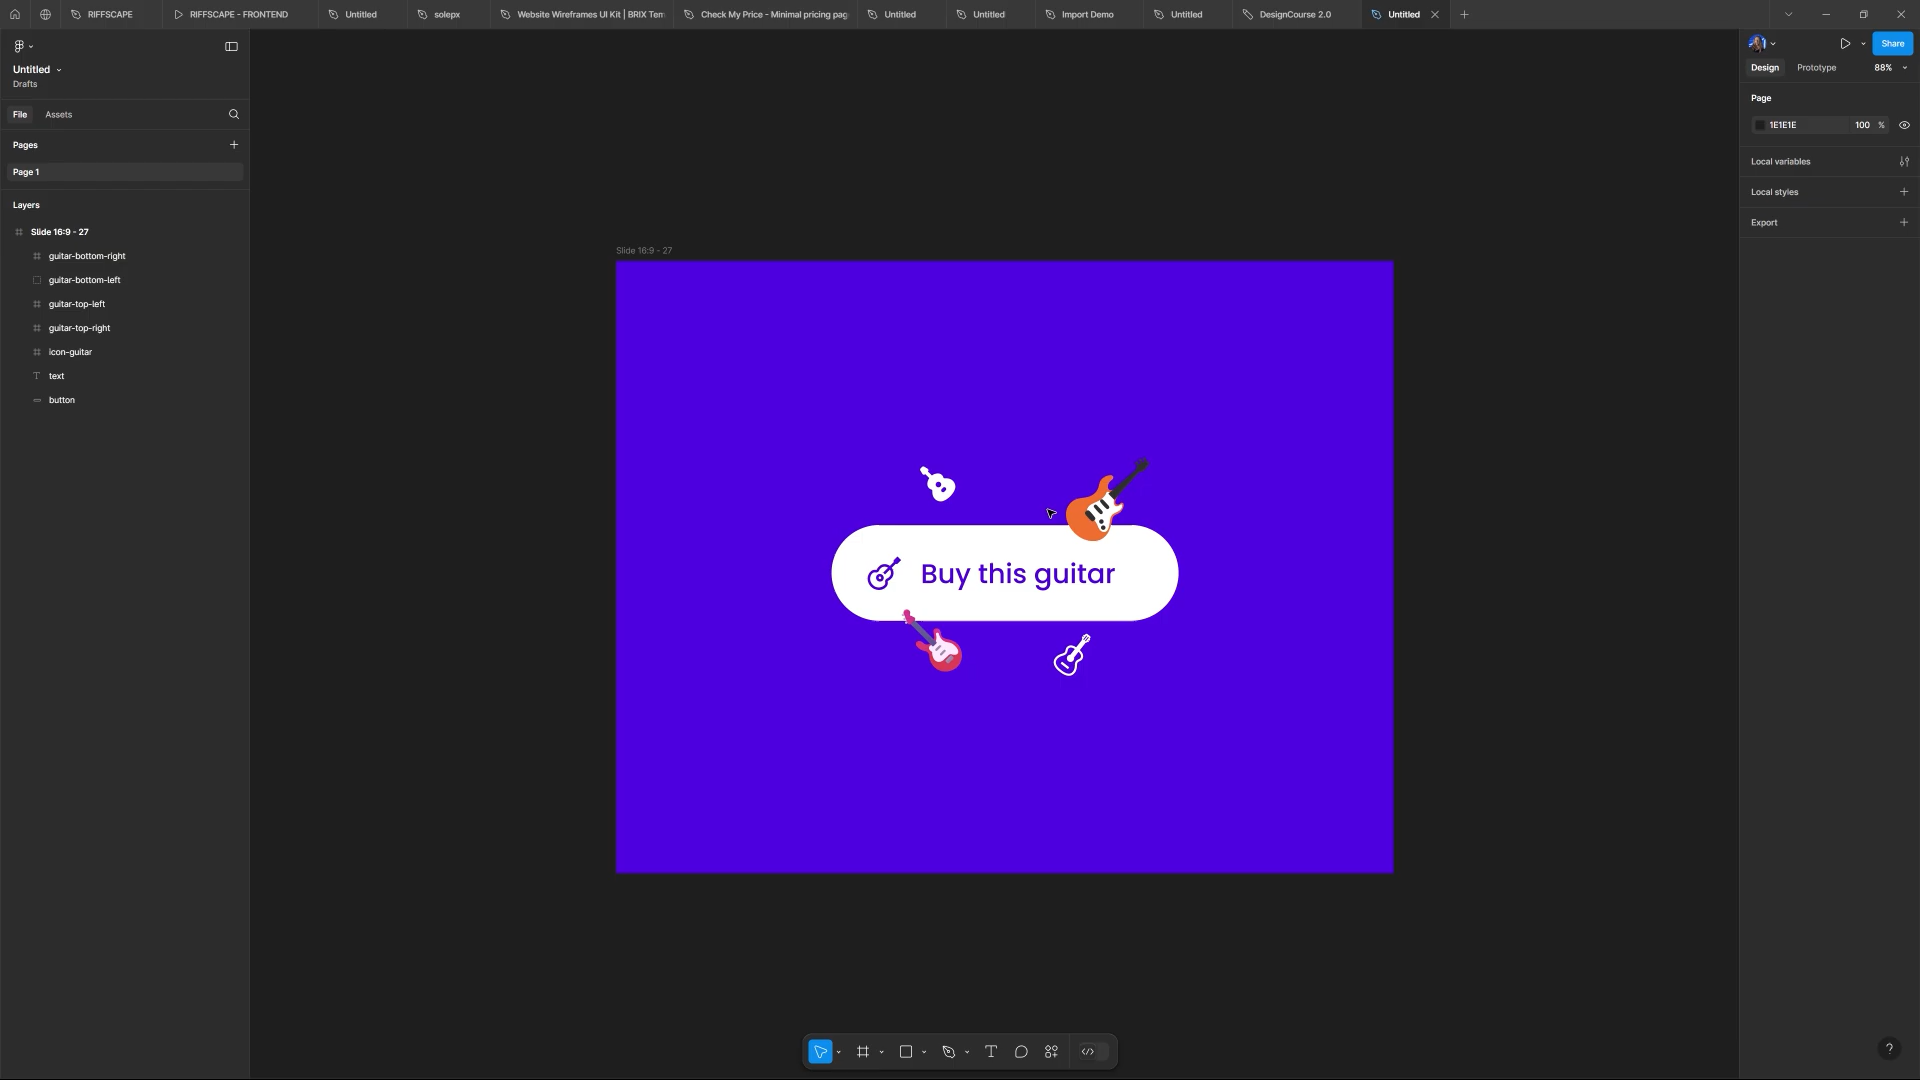 RIFFSCAPE
RIFFSCAPE - FRONTEND
Untitled
solepx
Website Wireframes UI Kit | BRIX Tem
Check My Price - Minimal pricing pag
Untitled
Untitled
Import Demo
Untitled
DesignCourse 2.0
Untitled
Untitled
Drafts
File
Assets
Pages
Page 1
Layers
Slide 16:9 - 27
guitar-bottom-right
guitar-bottom-left
guitar-top-left
guitar-top-right
icon-guitar
text
button
Slide 16:9 - 27
Buy this guitar
Share
Design
Prototype
88%
Page
1E1E1E
100 %
Local variables
Local styles
Export
?